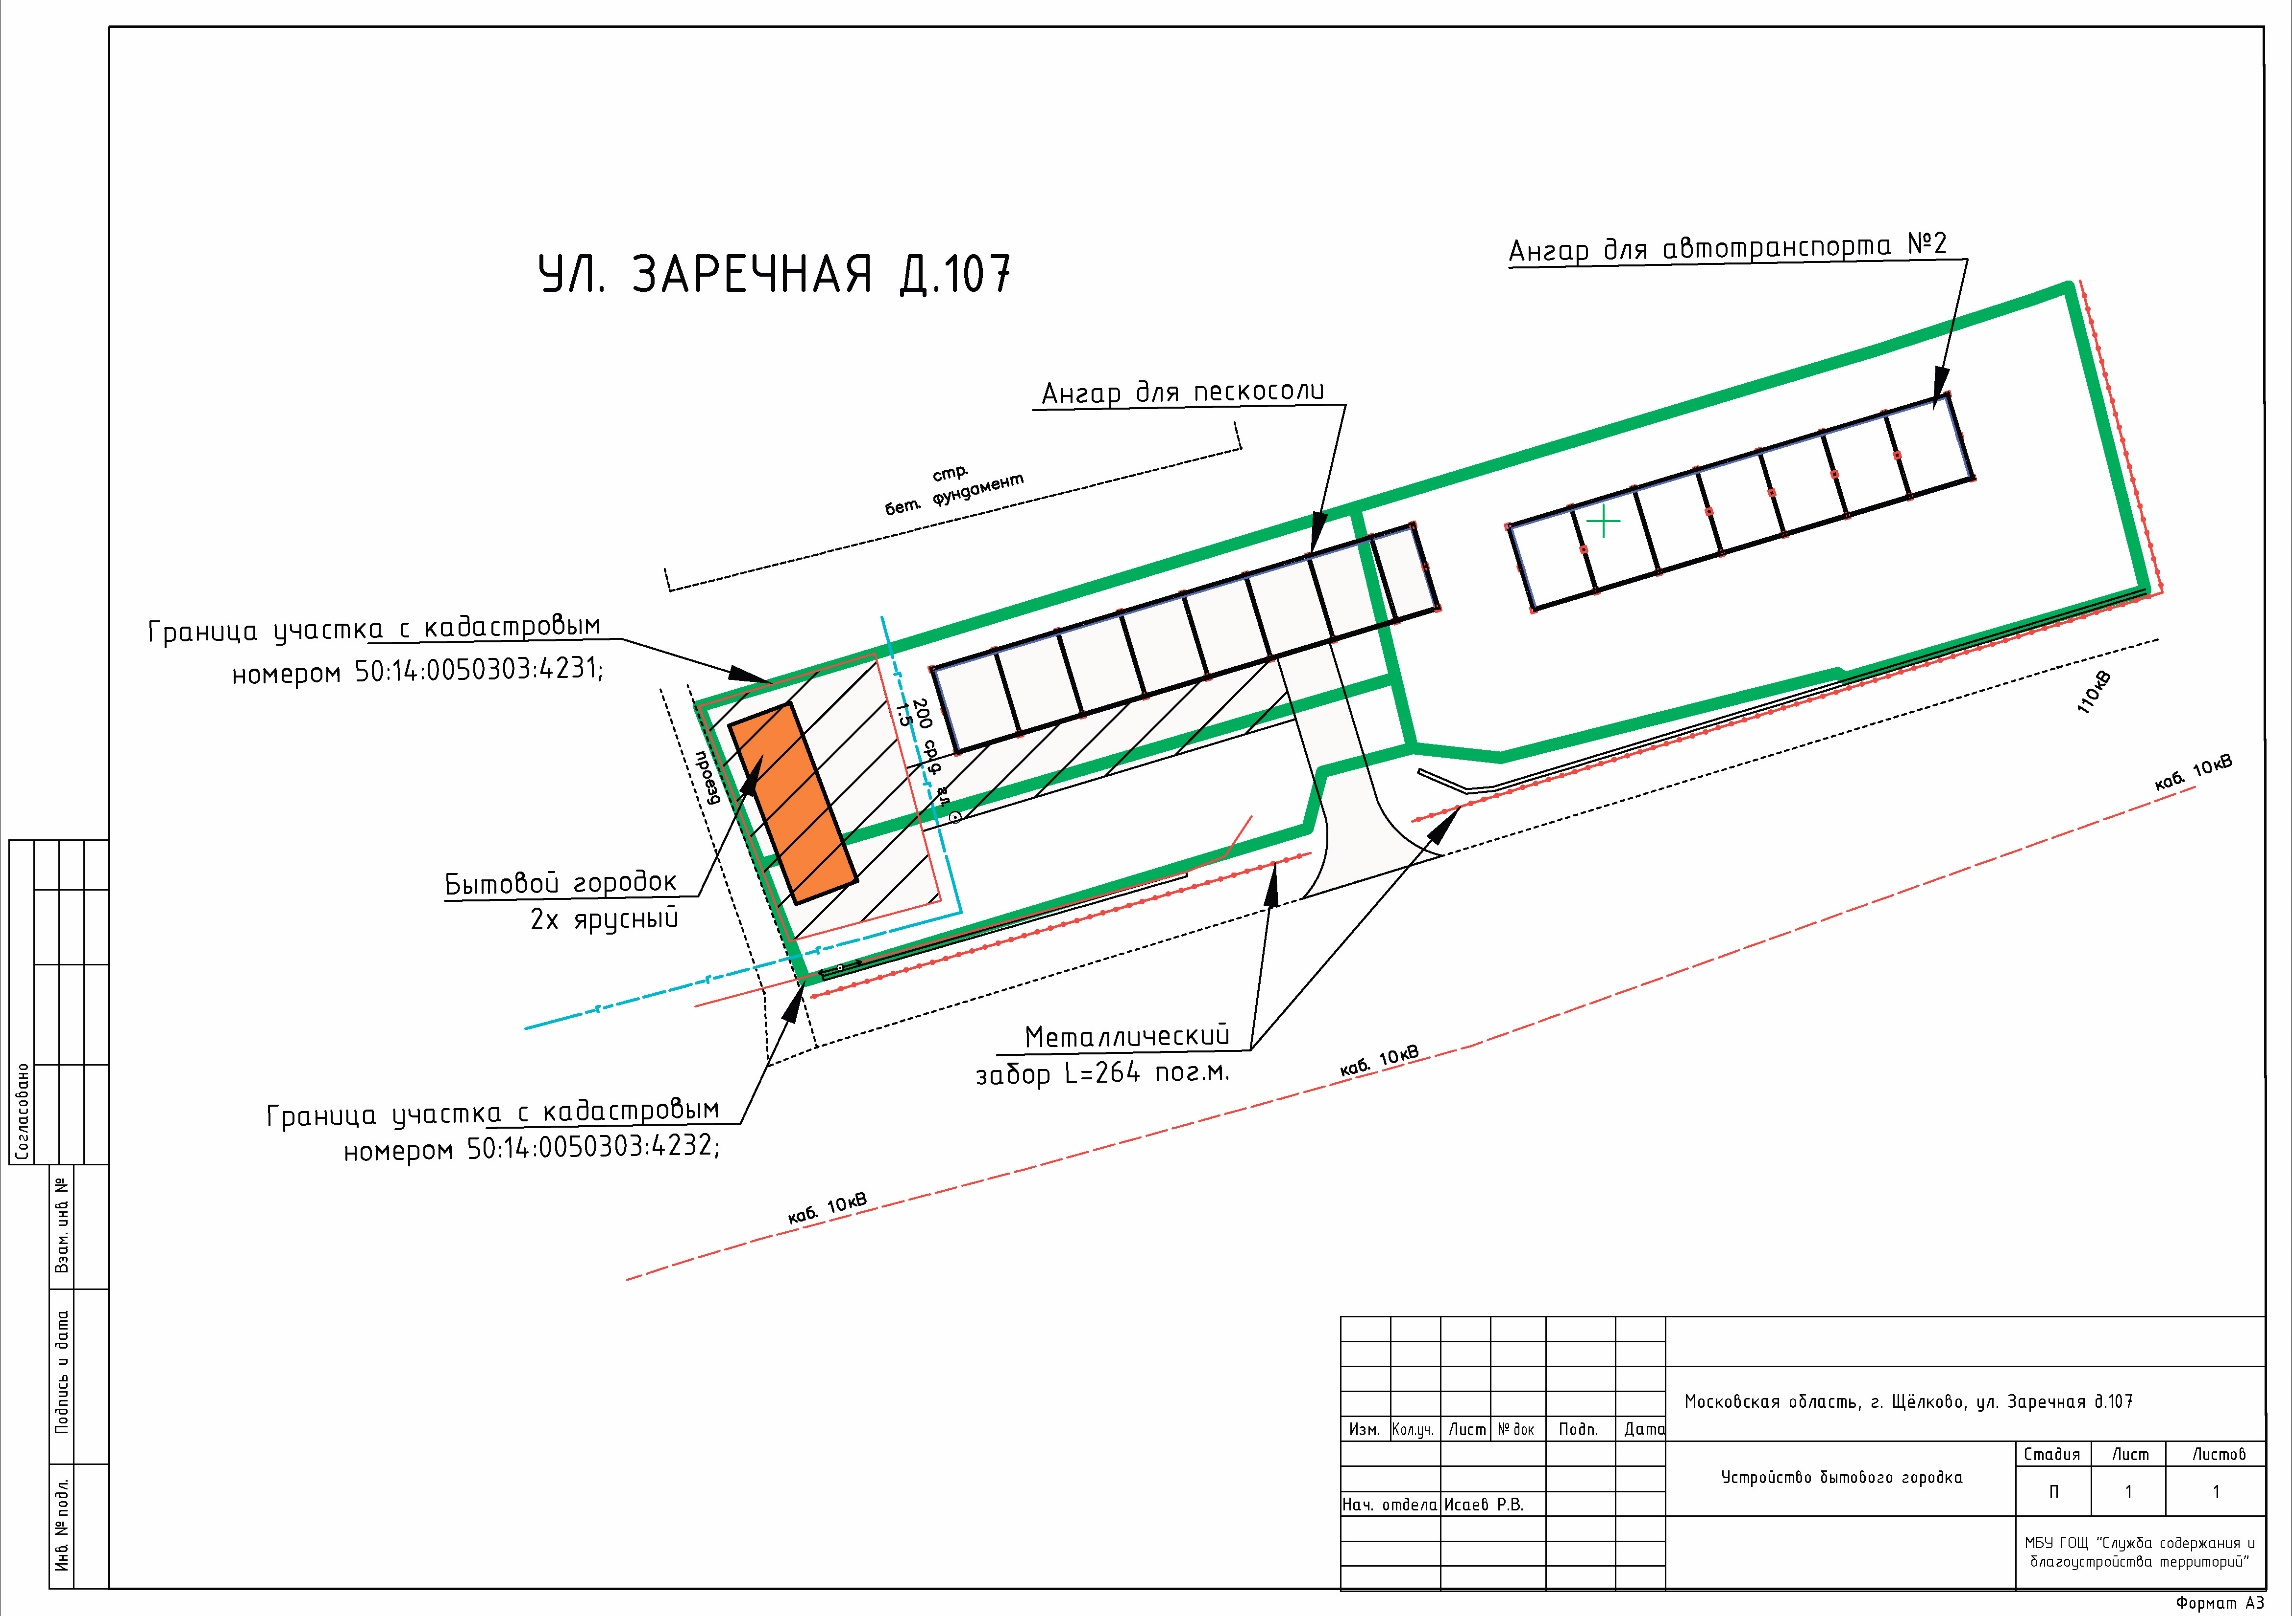 УЛ. ЗАРЕЧНАЯ Д.107
Ангар для автотранспорта №2
Ангар для пескосоли
стр.
бет. фундамент
Граница участка с кадастровым
номером 50:14:0050303:4231;
проезд
200 ср.д. гл.
1.5
110кВ
каб. 10кВ
Бытовой городок
2х ярусный
Металлический
забор L=264 пог.м.
каб. 10кВ
Граница участка с кадастровым
номером 50:14:0050303:4232;
каб. 10кВ
Согласовано
Взам. инв №
Подпись и дата
Инв № подл.
Московская область, г. Щёлково, ул. Заречная д.107
Изм. Кол.уч. Лист № док Подп. Дата
Устройство бытового городка
Стадия Лист Листов
П 1 1
Нач. отдела Исаев Р.В.
МБУ ГОЩ "Служба содержания и
благоустройства территорий"
Формат А3